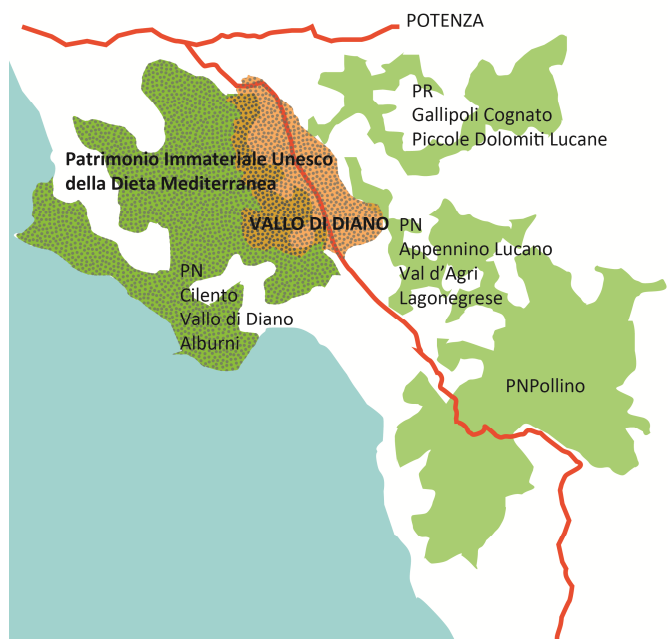 POTENZA
PR
Gallipoli Cognato
Piccole Dolomiti Lucane
Patrimonio Immateriale Unesco
della Dieta Mediterranea
VALLO DI DIANO
PN
Appennino Lucano
Val d'Agri
Lagonegrese
PN
Cilento
Vallo di Diano
Alburni
PNPollino